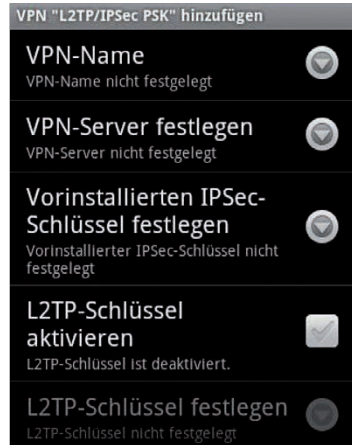 VPN "L2TP/IPSec PSK" hinzufügen
VPN-Name
VPN-Name nicht festgelegt
VPN-Server festlegen
VPN-Server nicht festgelegt
Vorinstallierten IPSec-
Schlüssel festlegen
Vorinstallierter IPSec-Schlüssel nicht
festgelegt
L2TP-Schlüssel
aktivieren
L2TP-Schlüssel ist deaktiviert.
L2TP-Schlüssel festlegen
L2TP-Schlüssel nicht festgelegt